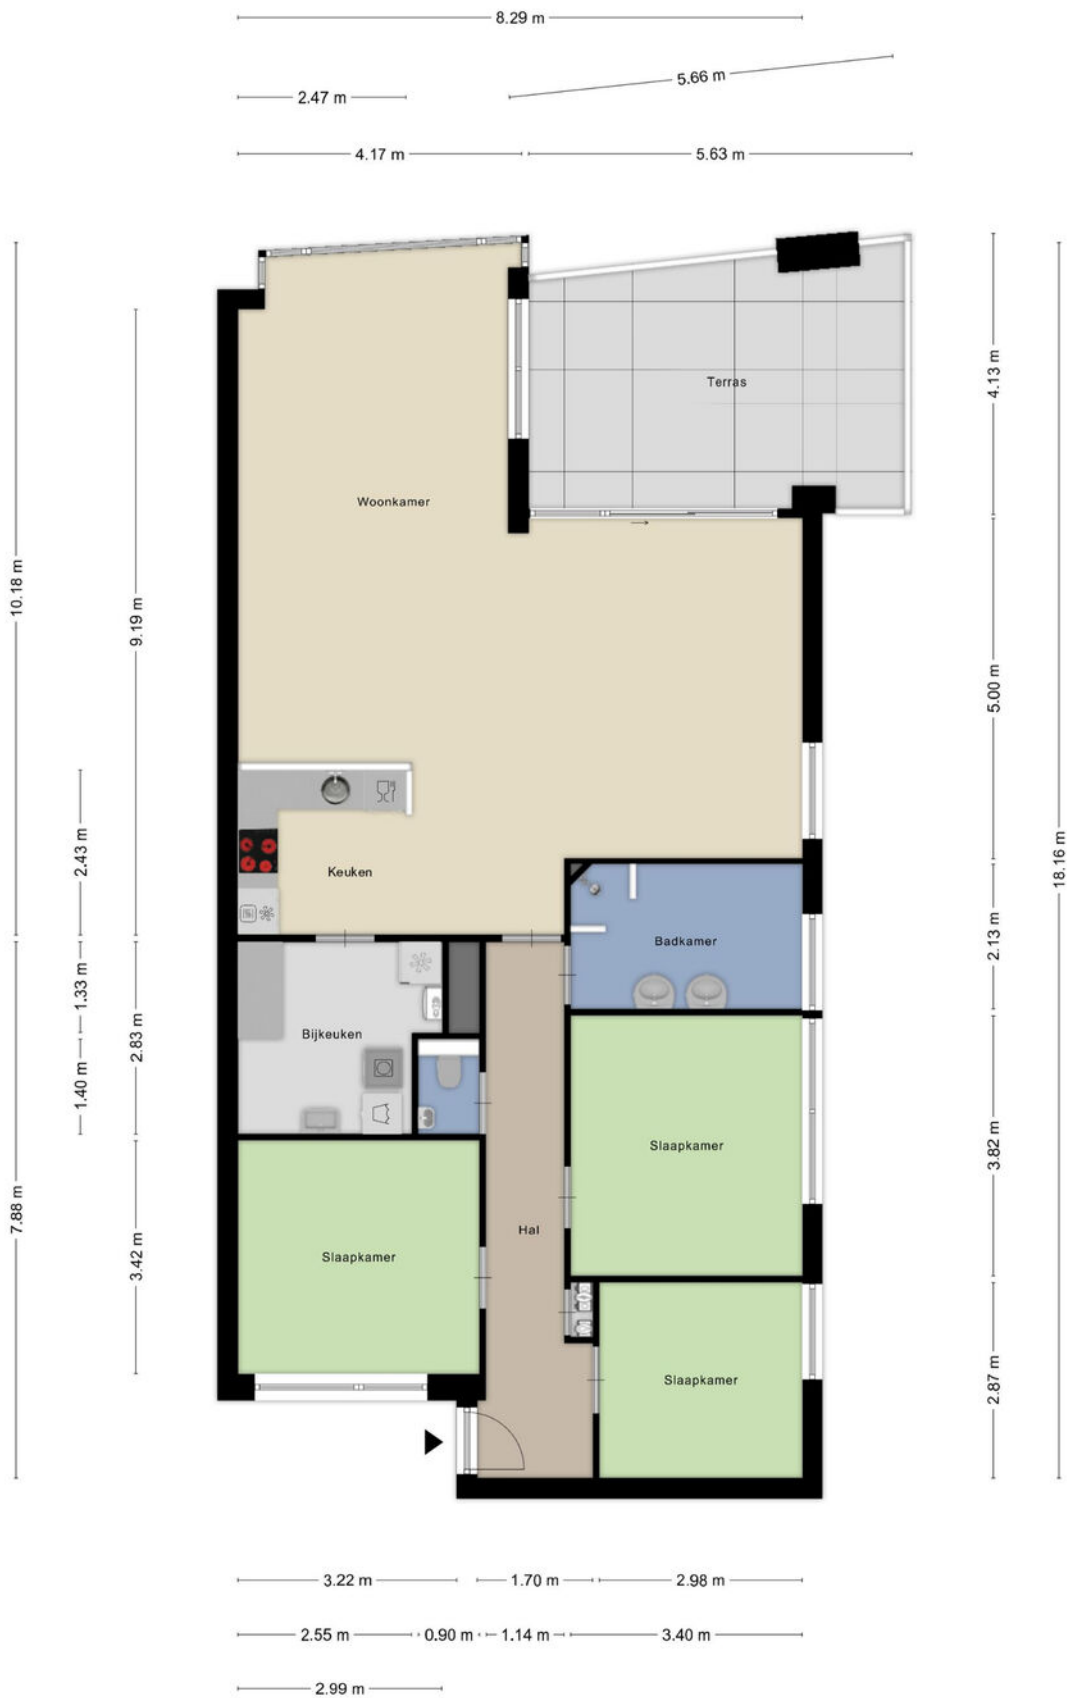 8.29 m
5.66 m
2.47 m
4.17 m
5.63 m
4.13 m
Terras
Woonkamer
10.18 m
9.19 m
5.00 m
2.43 m
18.16 m
Keuken
Badkamer
2.13 m
1.33 m
2.83 m
Bijkeuken
1.40 m
Slaapkamer
3.82 m
7.88 m
Hal
3.42 m
Slaapkamer
Slaapkamer
2.87 m
3.22 m
1.70 m
2.98 m
2.55 m
0.90 m
1.14 m
3.40 m
2.99 m